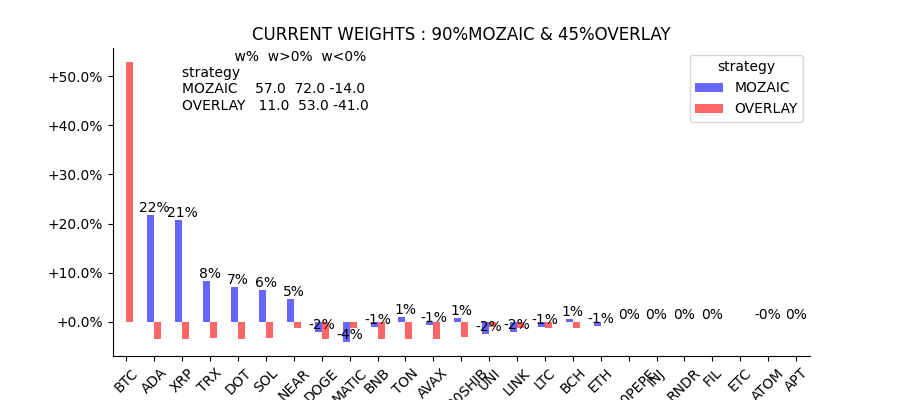 CURRENT WEIGHTS : 90%MOZAIC & 45%OVERLAY
w% w>0% w<0%
strategy
MOZAIC 57.0 72.0 -14.0
OVERLAY 11.0 53.0 -41.0
strategy
MOZAIC
OVERLAY
+50.0%
+40.0%
+30.0%
+20.0%
+10.0%
+0.0%
22% 21% 8% 7% 6% 5% -2% -4% -1% 1% -1% 1% -2% -2% -1% 1% -1% 0% 0% 0% 0% -0% 0%
BTC ADA XRP TRX DOT SOL NEAR DOGE MATIC BNB TON AVAX 0SHIB UNI LINK LTC BCH ETH 0PEPE INJ RNDR FIL ETC ATOM APT